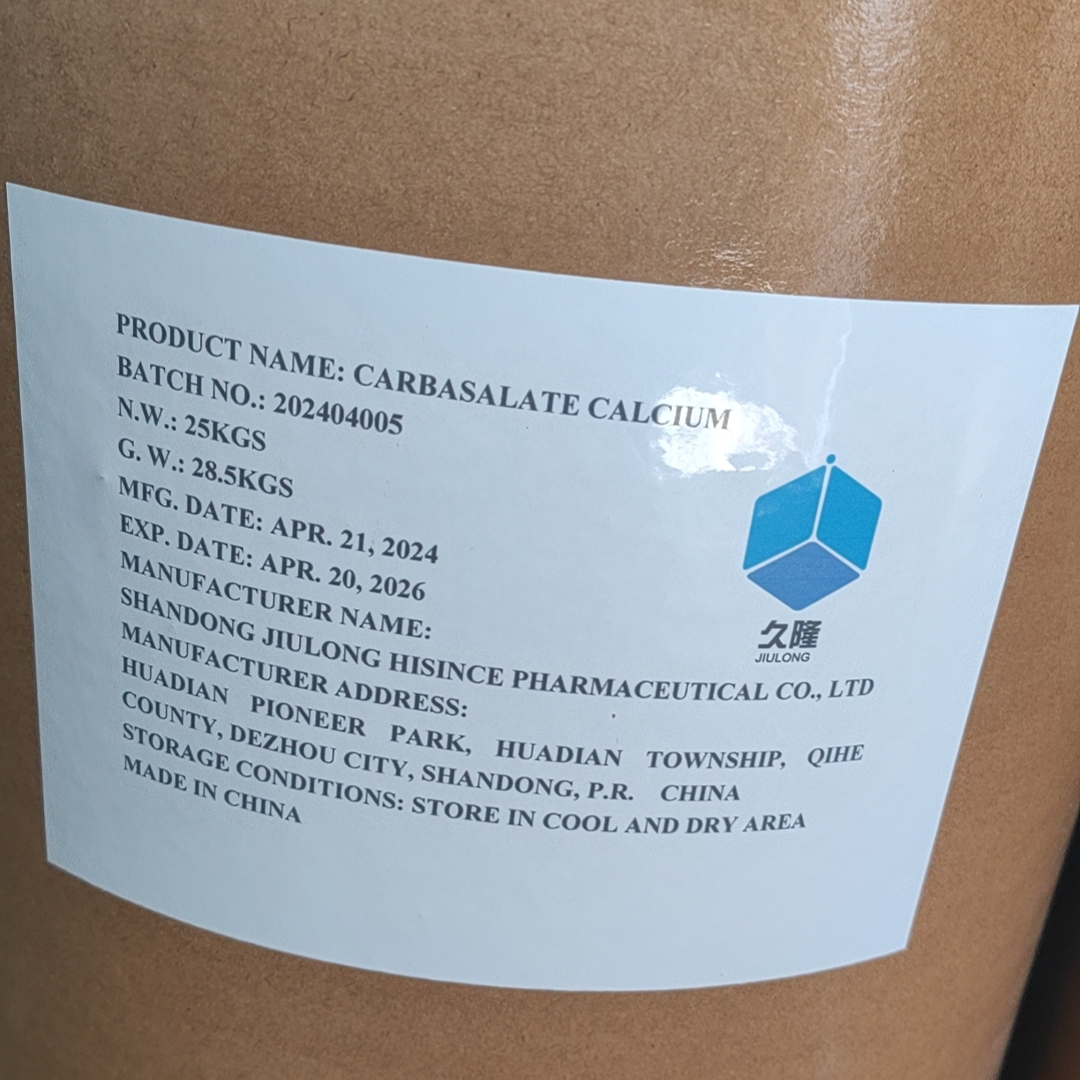 PRODUCT NAME: CARBASALATE CALCIUM
BATCH NO.: 202404005
N.W.: 25KGS
G. W.: 28.5KGS
MFG. DATE: APR. 21, 2024
EXP. DATE: APR. 20, 2026
MANUFACTURER NAME:
SHANDONG JIULONG HISINCE PHARMACEUTICAL CO., LTD
MANUFACTURER ADDRESS:
HUADIAN PIONEER PARK, HUADIAN TOWNSHIP, QIHE
COUNTY, DEZHOU CITY, SHANDONG, P.R. CHINA
STORAGE CONDITIONS: STORE IN COOL AND DRY AREA
MADE IN CHINA
久隆
JIULONG